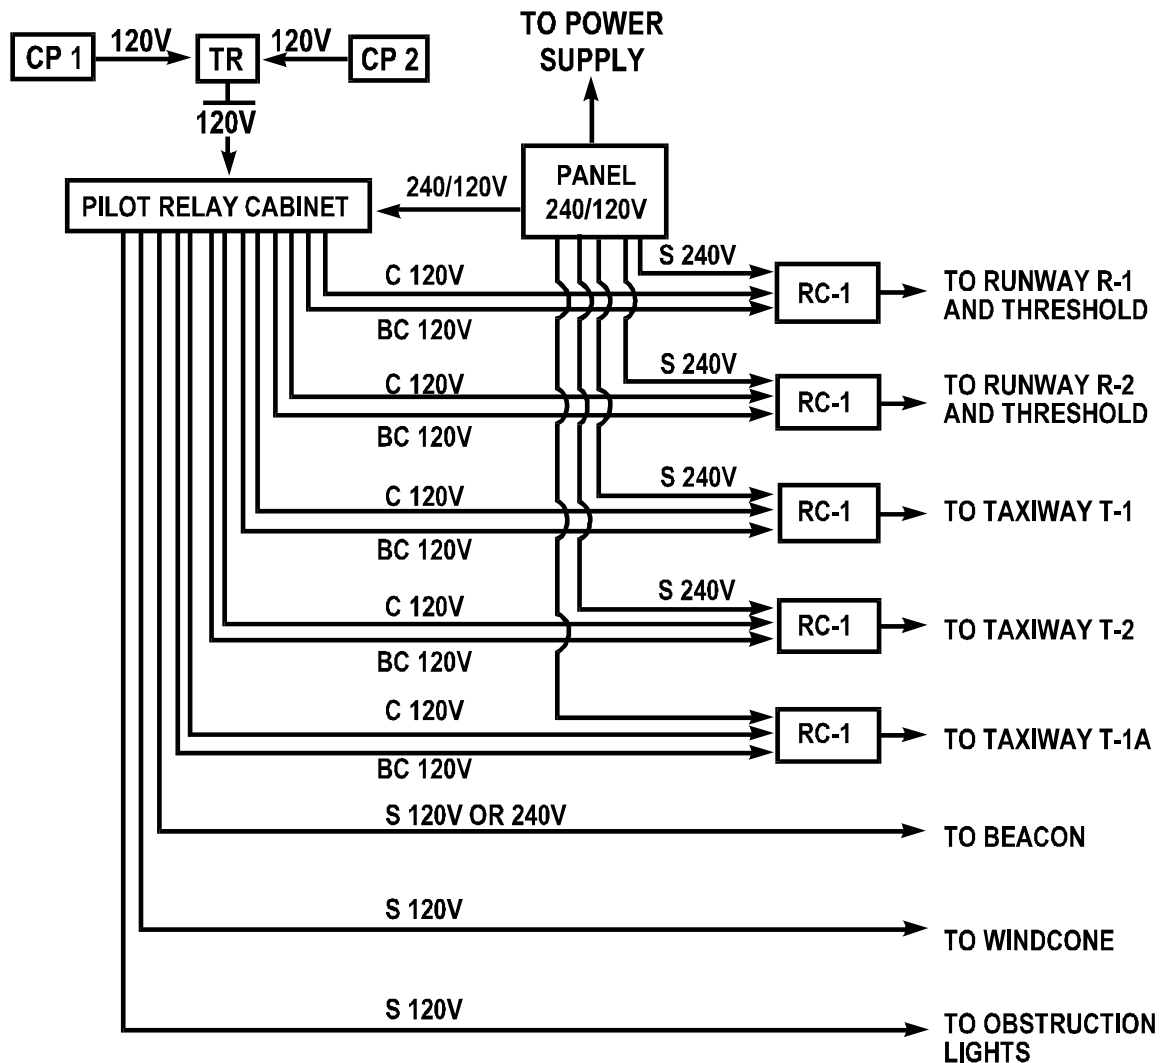 TO POWER
SUPPLY
CP 1
120V
TR
120V
CP 2
120V
PILOT RELAY CABINET
240/120V
PANEL
240/120V
S 240V
C 120V
BC 120V
RC-1
TO RUNWAY R-1
AND THRESHOLD
S 240V
C 120V
BC 120V
RC-1
TO RUNWAY R-2
AND THRESHOLD
S 240V
C 120V
BC 120V
RC-1
TO TAXIWAY T-1
S 240V
C 120V
BC 120V
RC-1
TO TAXIWAY T-2
C 120V
BC 120V
RC-1
TO TAXIWAY T-1A
S 120V OR 240V
TO BEACON
S 120V
TO WINDCONE
S 120V
TO OBSTRUCTION
LIGHTS